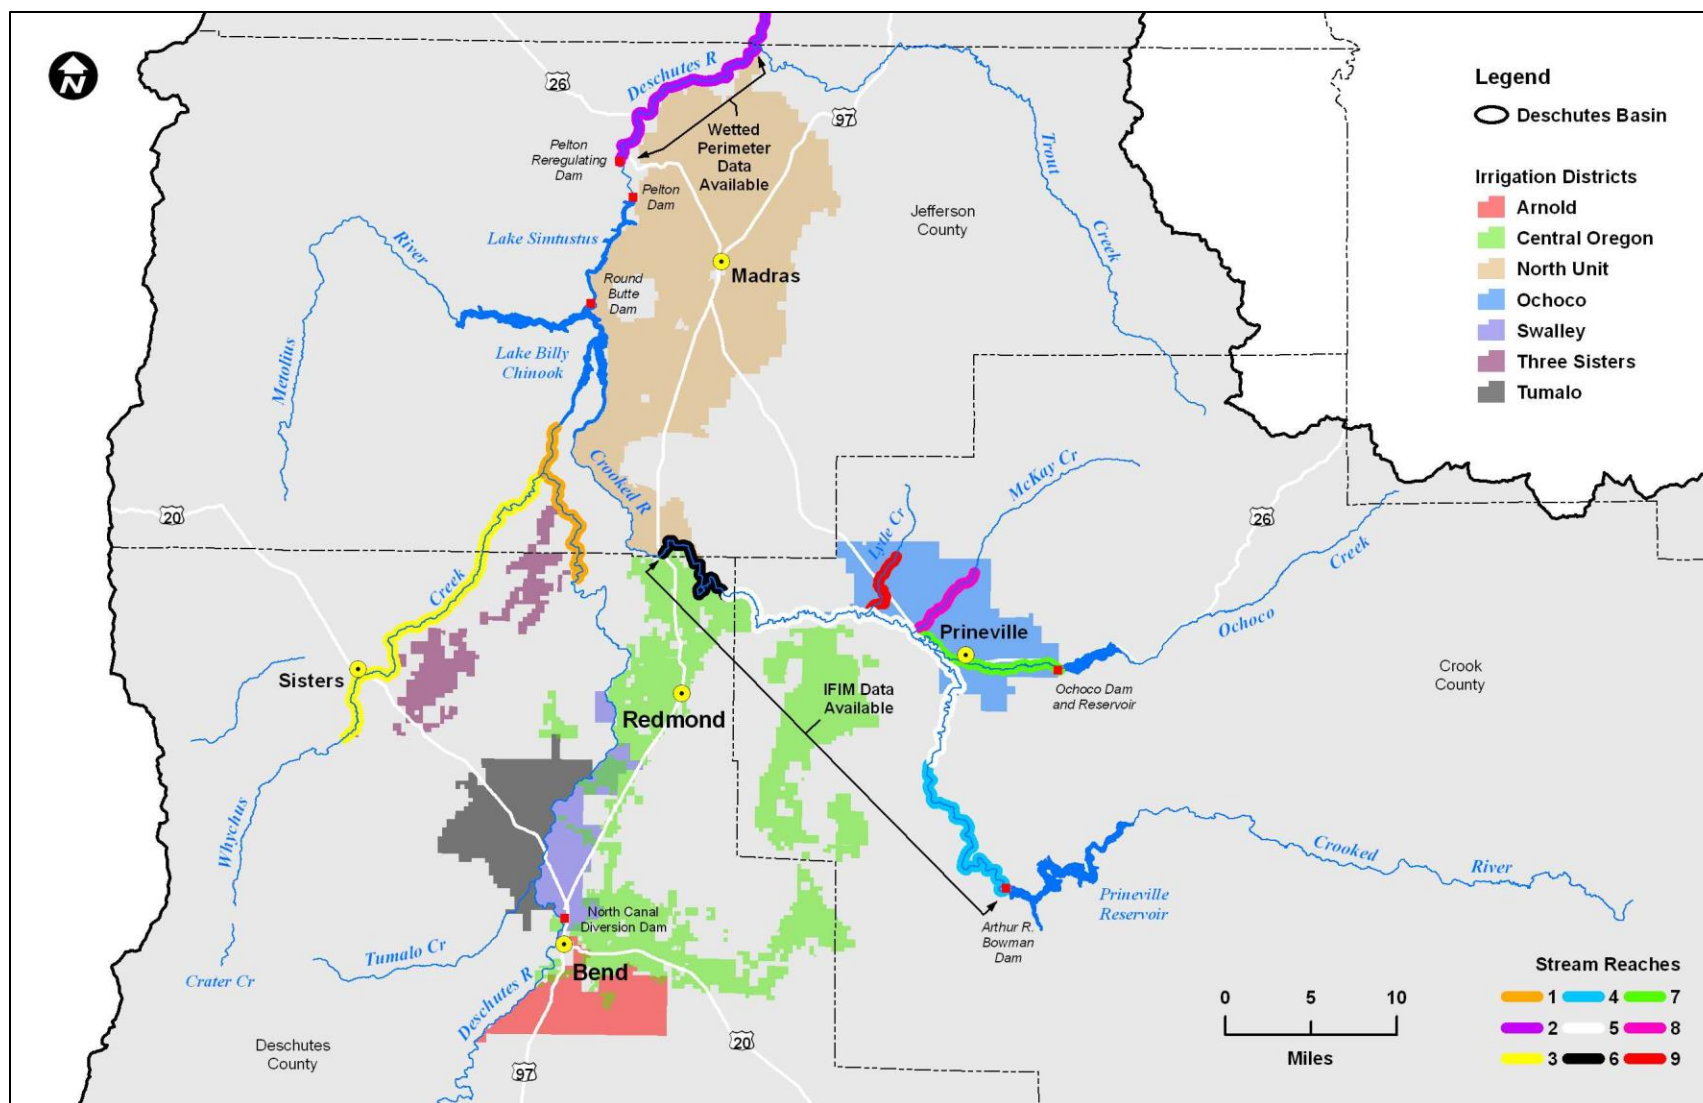 N
Deschutes R
26
97
Wetted
Perimeter
Data
Available
Pelton
Reregulating
Dam
Pelton
Dam
Trout
Creek
Jefferson
County
Lake Simtustus
River
Metolius
Madras
Round
Butte
Dam
Lake Billy
Chinook
Crooked R
McKay Cr
Lytle Cr
20
26
Creek
Ochoco
Creek
Prineville
Crook
County
Ochoco Dam
and Reservoir
Sisters
Redmond
IFIM Data
Available
Whychus
Crooked
River
Prineville
Reservoir
Arthur R.
Bowman
Dam
North Canal
Diversion Dam
Tumalo Cr
Crater Cr
Bend
Deschutes R
Deschutes
County
20
97
Legend
Deschutes Basin
Irrigation Districts
Arnold
Central Oregon
North Unit
Ochoco
Swalley
Three Sisters
Tumalo
0 5 10
Miles
Stream Reaches
1 4 7
2 5 8
3 6 9